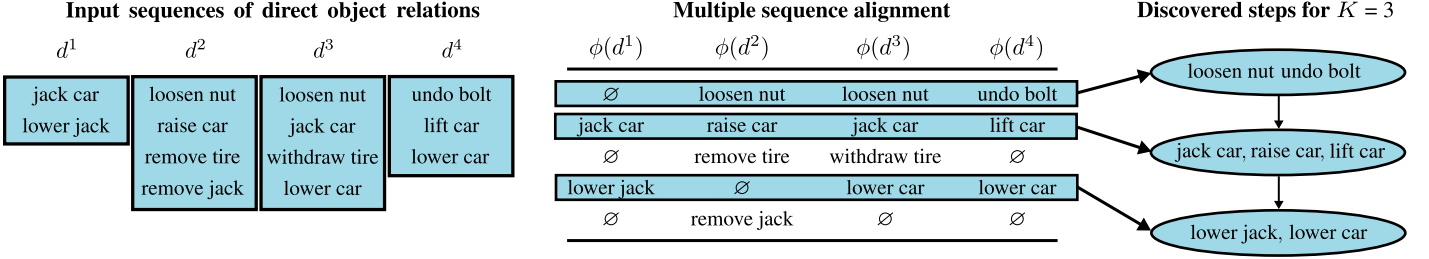 Input sequences of direct object relations
d¹ d² d³ d⁴
jack car
lower jack
loosen nut
raise car
remove tire
remove jack
loosen nut
jack car
withdraw tire
lower car
undo bolt
lift car
lower car
Multiple sequence alignment
ϕ(d¹) ϕ(d²) ϕ(d³) ϕ(d⁴)
∅ loosen nut loosen nut undo bolt
jack car raise car jack car lift car
∅ remove tire withdraw tire ∅
lower jack ∅ lower car lower car
∅ remove jack ∅ ∅
Discovered steps for K = 3
loosen nut undo bolt
jack car, raise car, lift car
lower jack, lower car